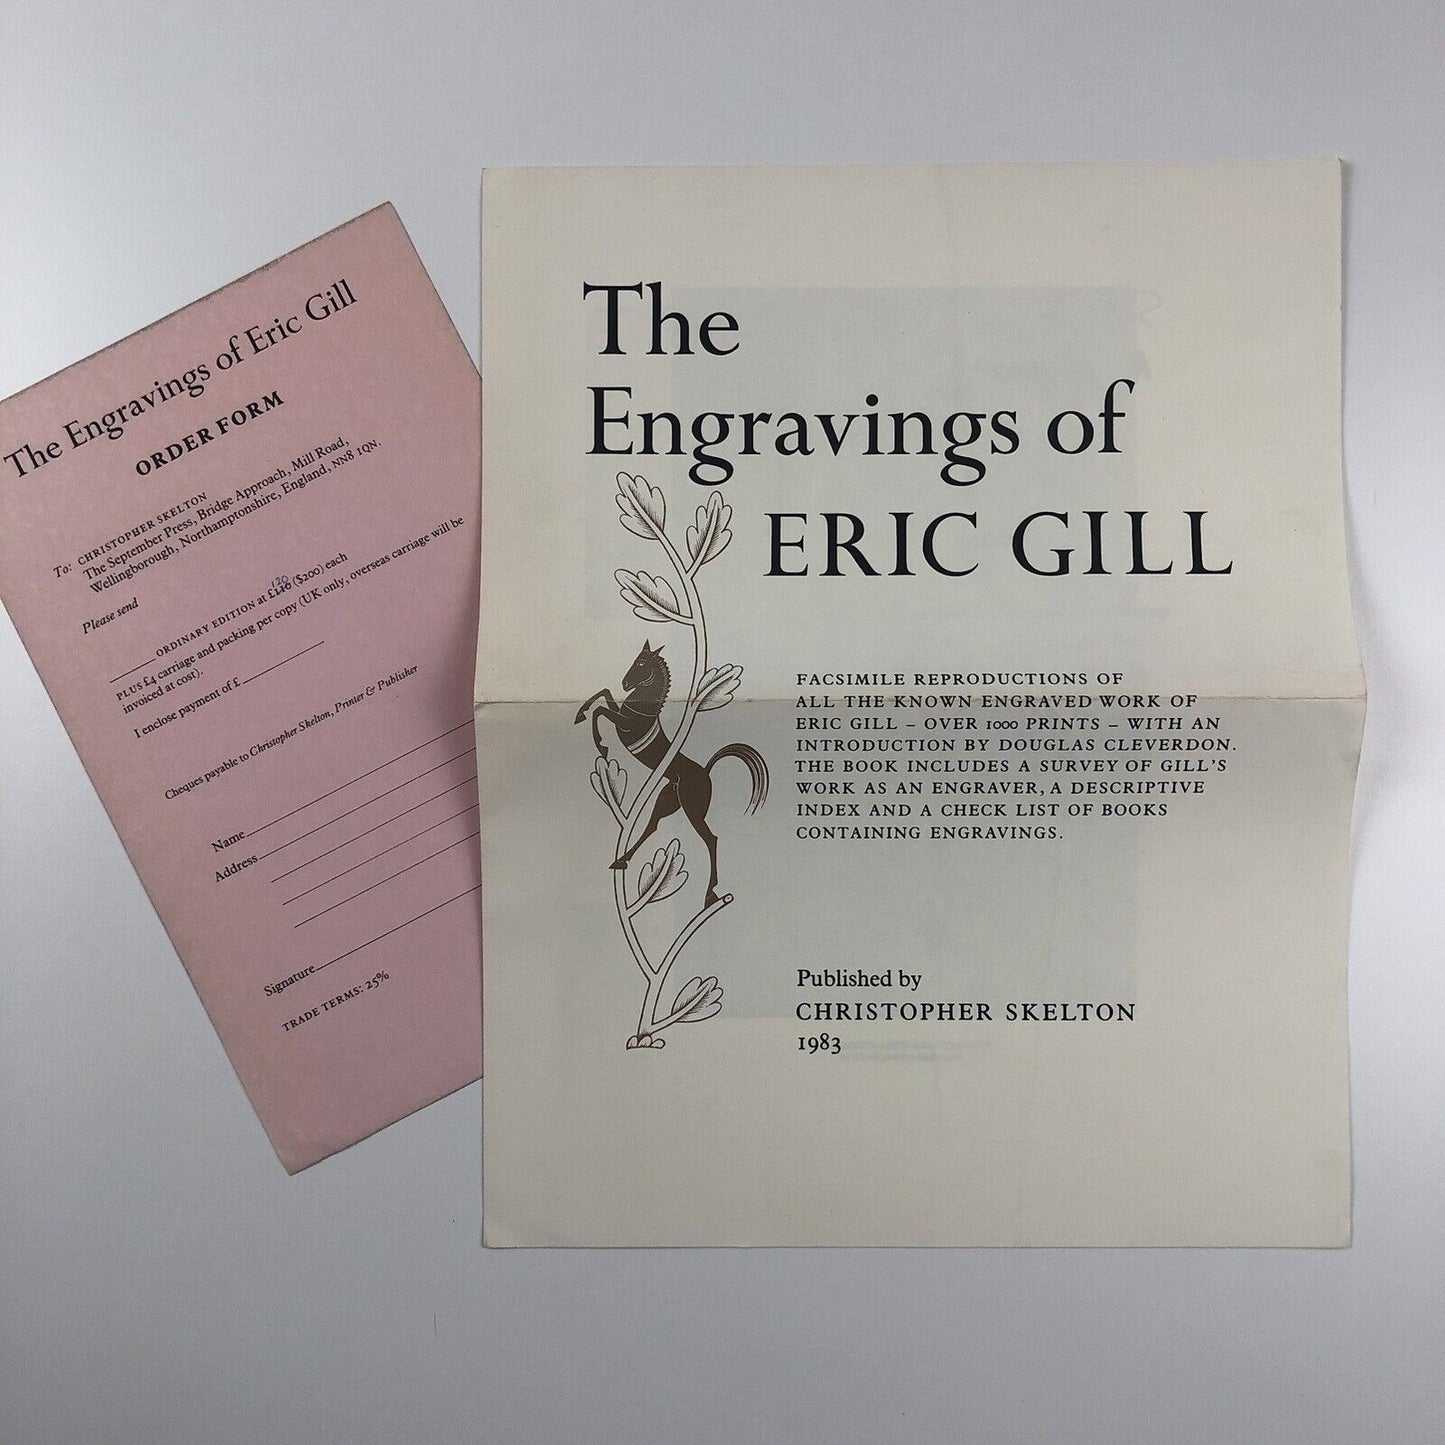 The Engravings of Eric Gill
ORDER FORM
To: CHRISTOPHER SKELTON
The September Press, Bridge Approach, Mill Road,
Wellingborough, Northamptonshire, England, NN8 1QN.
Please send
120
ORDINARY EDITION at £110 ($200) each
PLUS £4 carriage and packing per copy (UK only, overseas carriage will be
invoiced at cost).
I enclose payment of £
Cheques payable to Christopher Skelton, Printer & Publisher
Name
Address
Signature
TRADE TERMS: 25%
The
Engravings of
ERIC GILL
FACSIMILE REPRODUCTIONS OF
ALL THE KNOWN ENGRAVED WORK OF
ERIC GILL – OVER 1000 PRINTS – WITH AN
INTRODUCTION BY DOUGLAS CLEVERDON.
THE BOOK INCLUDES A SURVEY OF GILL'S
WORK AS AN ENGRAVER, A DESCRIPTIVE
INDEX AND A CHECK LIST OF BOOKS
CONTAINING ENGRAVINGS.
Published by
CHRISTOPHER SKELTON
1983